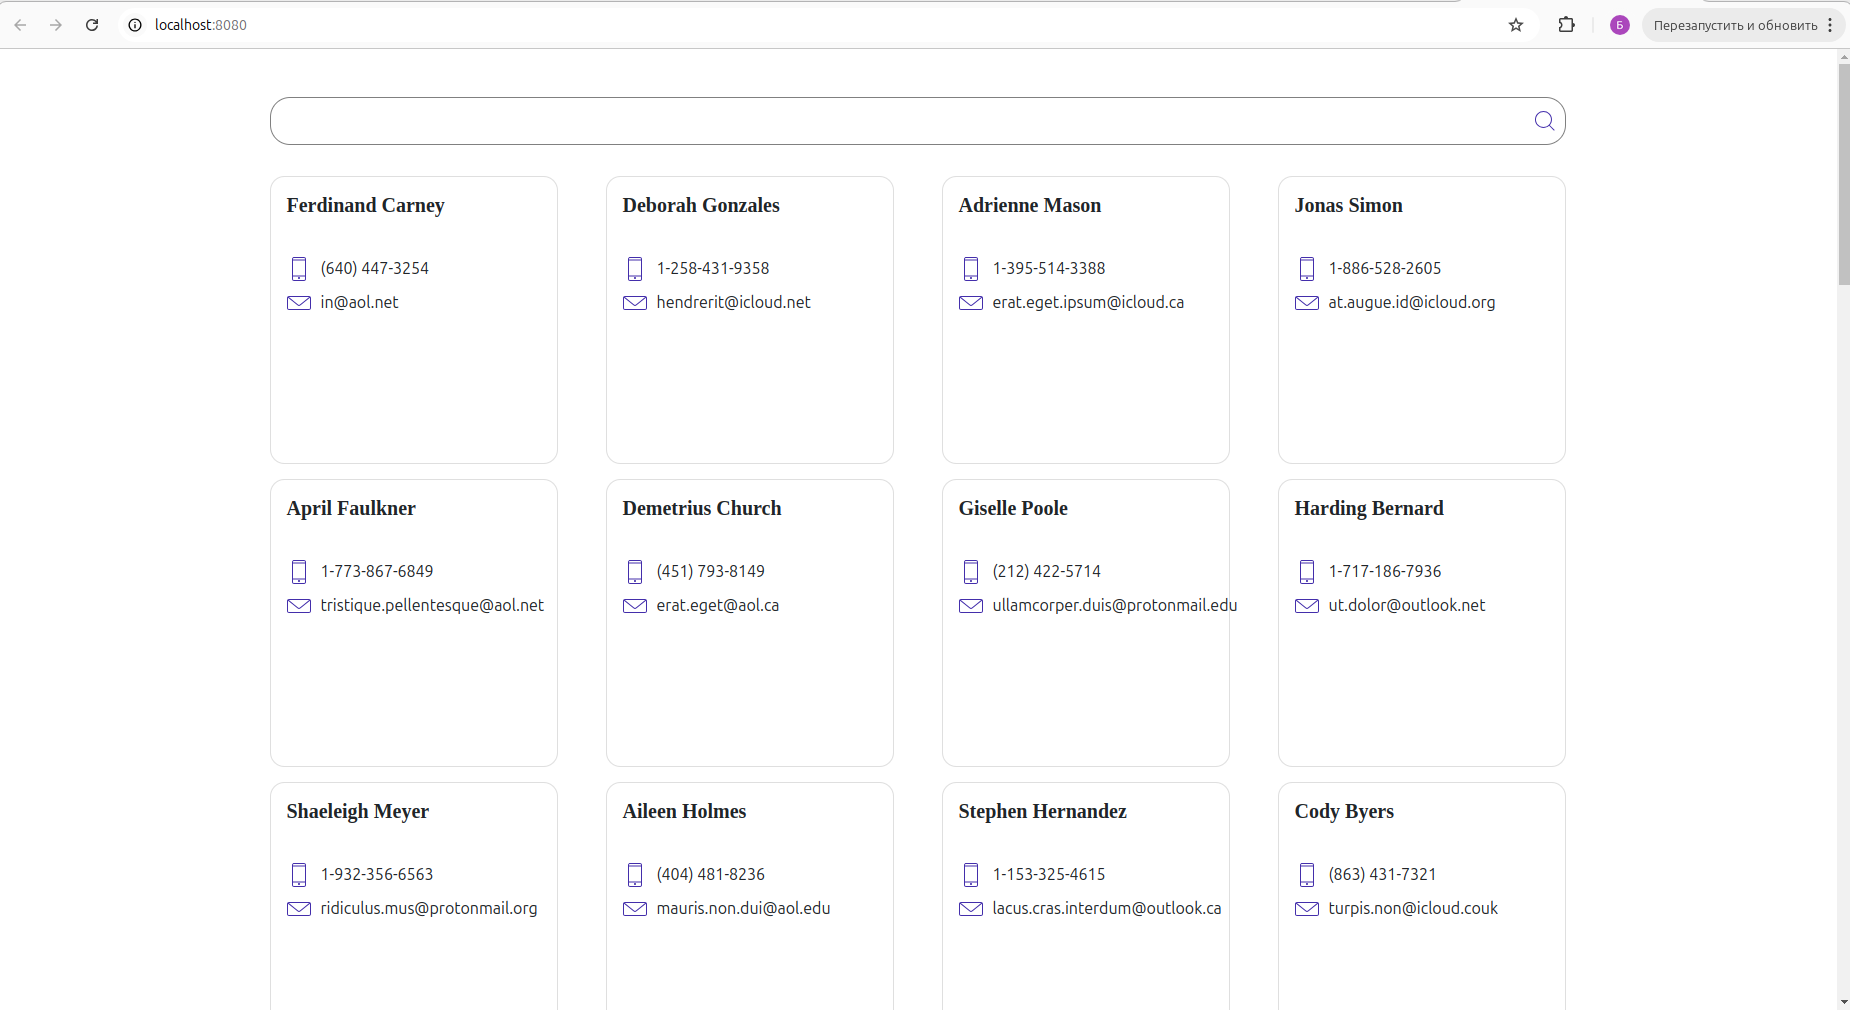 localhost:8080
Б
Перезапустить и обновить
Ferdinand Carney
(640) 447-3254
in@aol.net
Deborah Gonzales
1-258-431-9358
hendrerit@icloud.net
Adrienne Mason
1-395-514-3388
erat.eget.ipsum@icloud.ca
Jonas Simon
1-886-528-2605
at.augue.id@icloud.org
April Faulkner
1-773-867-6849
tristique.pellentesque@aol.net
Demetrius Church
(451) 793-8149
erat.eget@aol.ca
Giselle Poole
(212) 422-5714
ullamcorper.duis@protonmail.edu
Harding Bernard
1-717-186-7936
ut.dolor@outlook.net
Shaeleigh Meyer
1-932-356-6563
ridiculus.mus@protonmail.org
Aileen Holmes
(404) 481-8236
mauris.non.dui@aol.edu
Stephen Hernandez
1-153-325-4615
lacus.cras.interdum@outlook.ca
Cody Byers
(863) 431-7321
turpis.non@icloud.couk